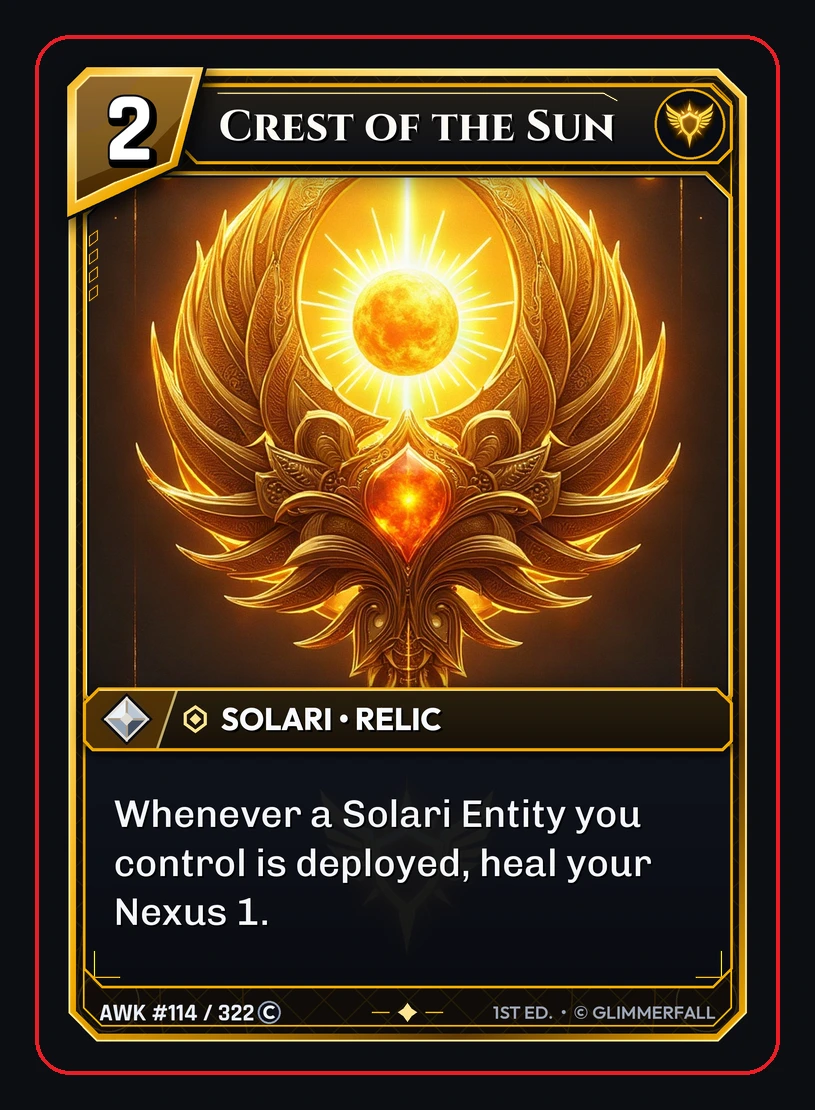 2
Crest of the Sun
SOLARI • RELIC
Whenever a Solari Entity you
control is deployed, heal your
Nexus 1.
AWK #114 / 322 Ⓒ
1ST ED. • © GLIMMERFALL